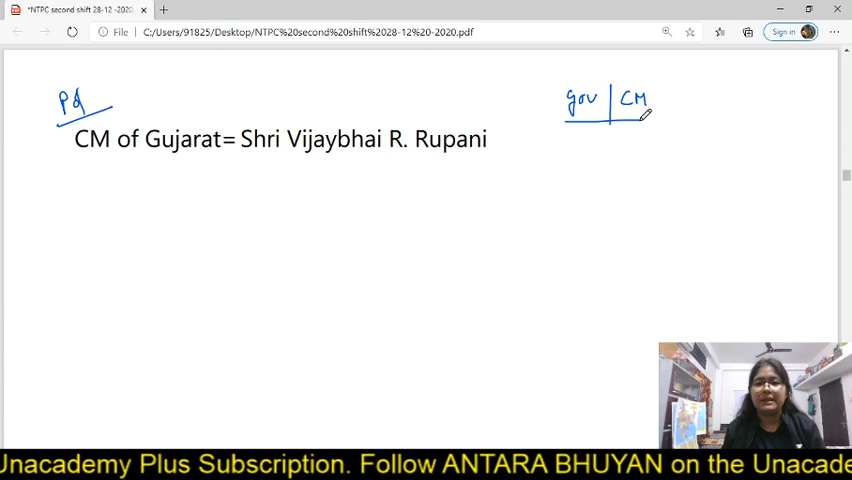 *NTPC second shift 28-12 -2020.
File
C:/Users/91825/Desktop/NTPC%20second%20shift%2028-12%20-2020.pdf
Sign in
Pd
gov CM
CM of Gujarat= Shri Vijaybhai R. Rupani
Unacademy Plus Subscription. Follow ANTARA BHUYAN on the Unacade